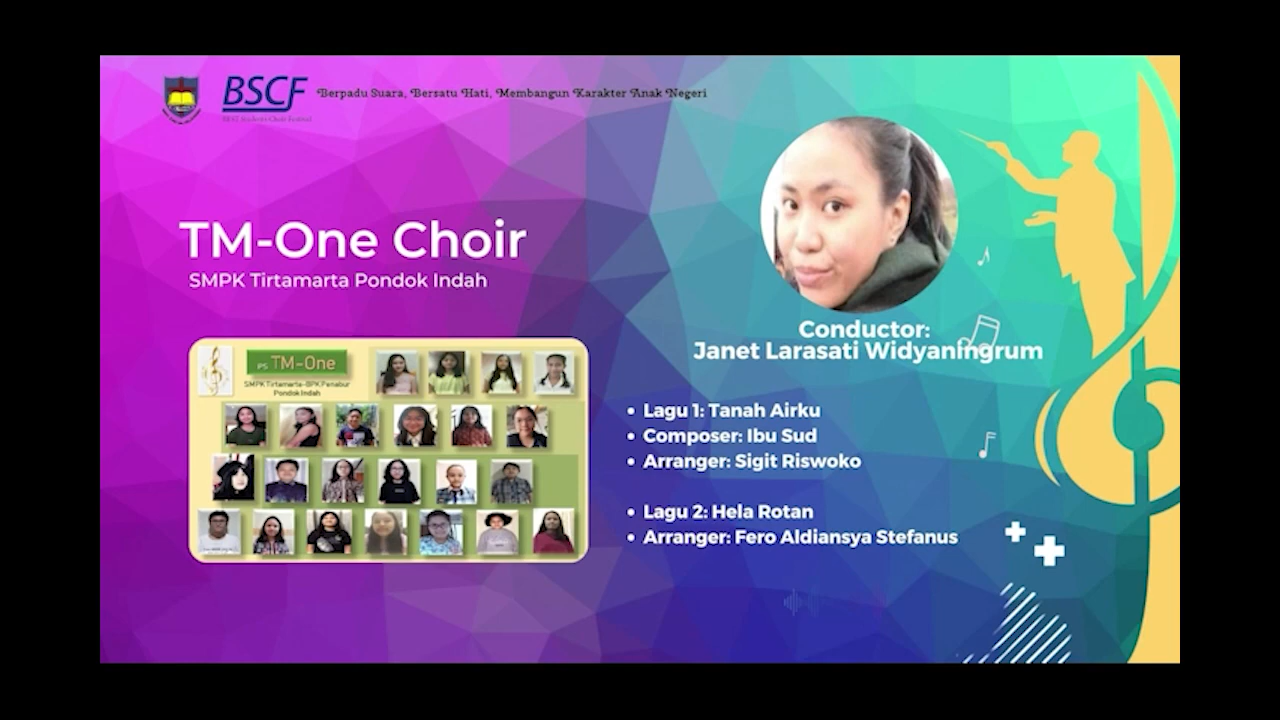 BSCF
Berpadu Suara, Bersatu Hati, Membangun Karakter Anak Negeri
TM-One Choir
SMPK Tirtamarta Pondok Indah
PS TM-One
SMPK Tirtamarta-BPK Penabur
Pondok Indah
Conductor:
Janet Larasati Widyaningrum
Lagu 1: Tanah Airku
Composer: Ibu Sud
Arranger: Sigit Riswoko
Lagu 2: Hela Rotan
Arranger: Fero Aldiansya Stefanus